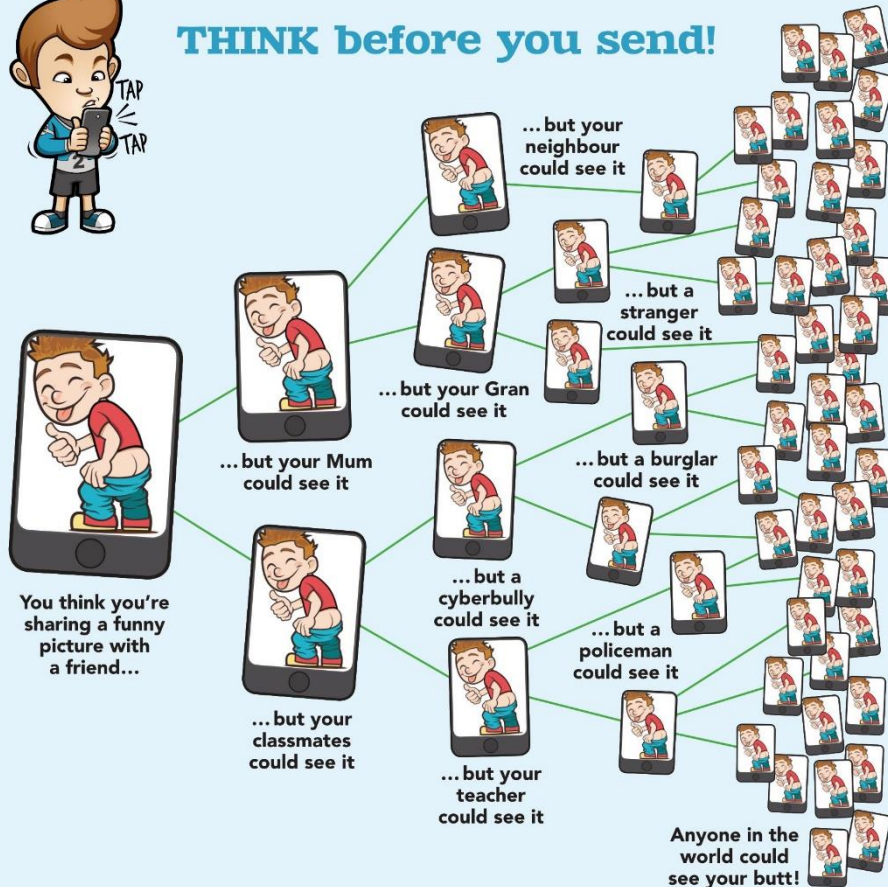 THINK before you send!
TAP
TAP
2
You think you're
sharing a funny
picture with
a friend...
...but your Mum
could see it
...but your
classmates
could see it
...but your
neighbour
could see it
...but your Gran
could see it
...but a
cyberbully
could see it
...but your
teacher
could see it
...but a
stranger
could see it
...but a burglar
could see it
...but a
policeman
could see it
Anyone in the
world could
see your butt!